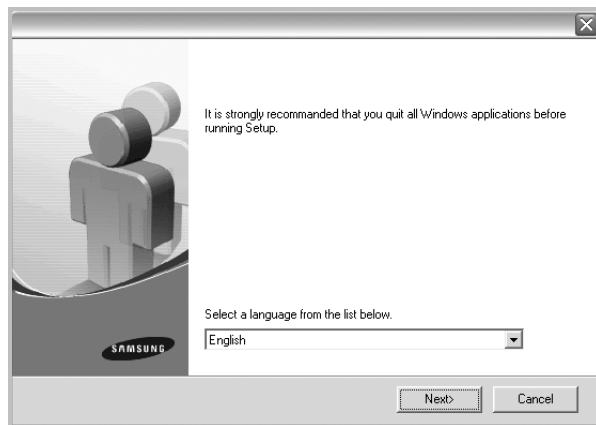 It is strongly recommanded that you quit all Windows applications before
running Setup.
Select a language from the list below.
English
SAMSUNG
Next>
Cancel